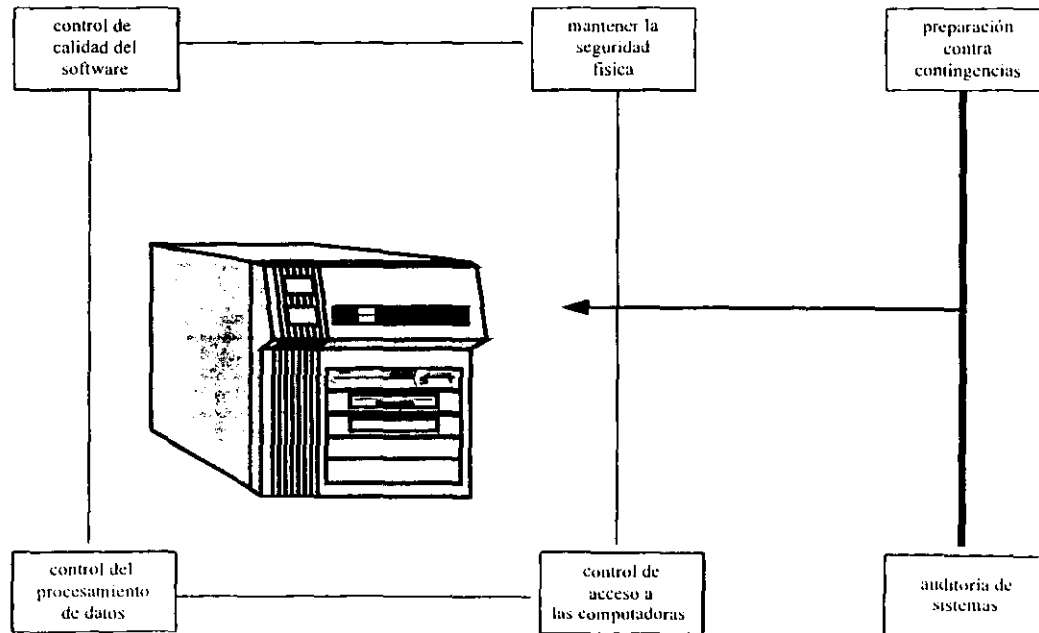 control de
calidad del
software
mantener la
seguridad
física
preparación
contra
contingencias
control del
procesamiento
de datos
control de
acceso a
las computadoras
auditoría de
sistemas